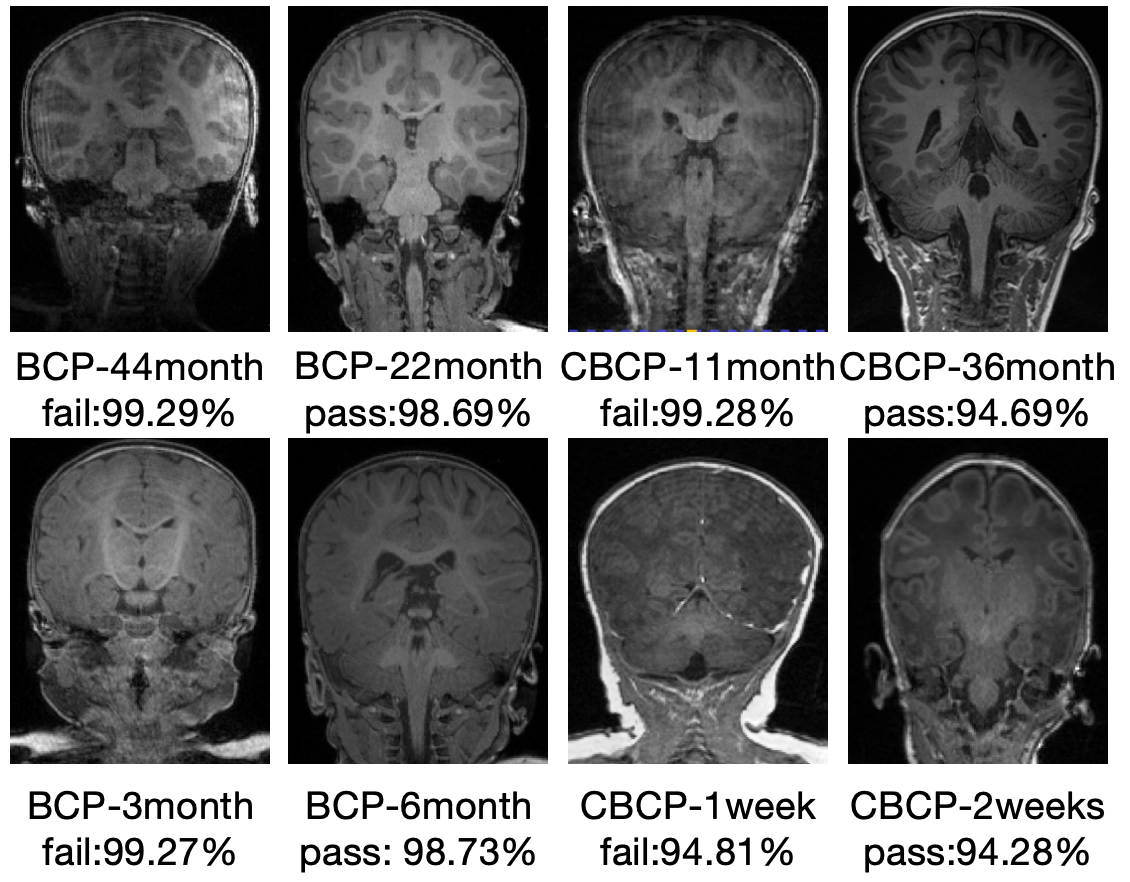 BCP-44month
fail:99.29%
BCP-22month
pass:98.69%
CBCP-11month
fail:99.28%
CBCP-36month
pass:94.69%
BCP-3month
fail:99.27%
BCP-6month
pass: 98.73%
CBCP-1week
fail:94.81%
CBCP-2weeks
pass:94.28%